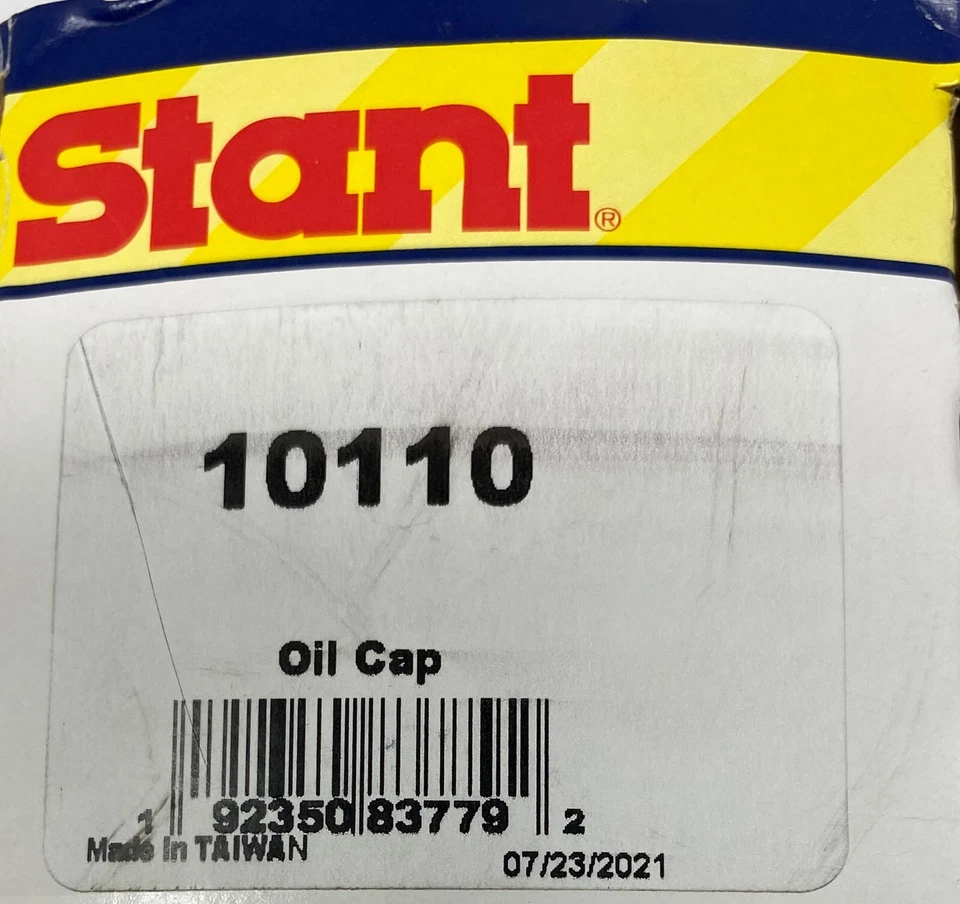 Stant®
10110
Oil Cap
1 92350 83779 2
Made In TAIWAN
07/23/2021